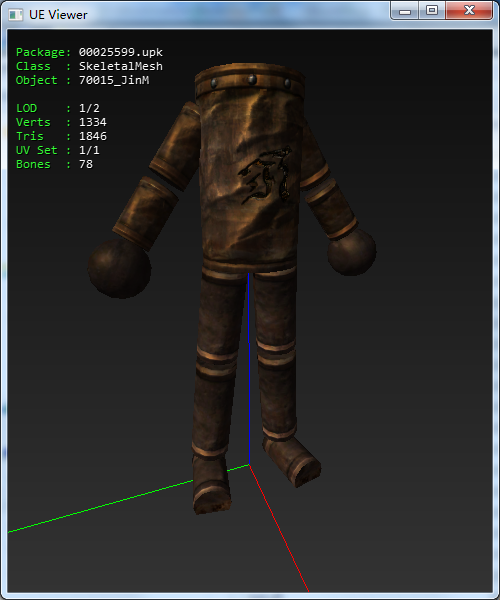 UE Viewer
Package: 00025599.upk
Class  : SkeletalMesh
Object : 70015_JinM
LOD    : 1/2
Verts  : 1334
Tris   : 1846
UV Set : 1/1
Bones  : 78